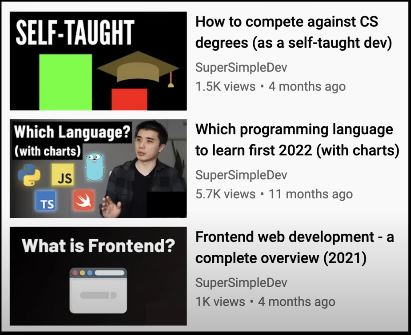 SELF-TAUGHT
How to compete against CS
degrees (as a self-taught dev)
SuperSimpleDev
1.5K views • 4 months ago
Which Language?
(with charts)
JS
TS
Which programming language
to learn first 2022 (with charts)
SuperSimpleDev
5.7K views • 11 months ago
What is Frontend?
Frontend web development - a
complete overview (2021)
SuperSimpleDev
1K views • 4 months ago